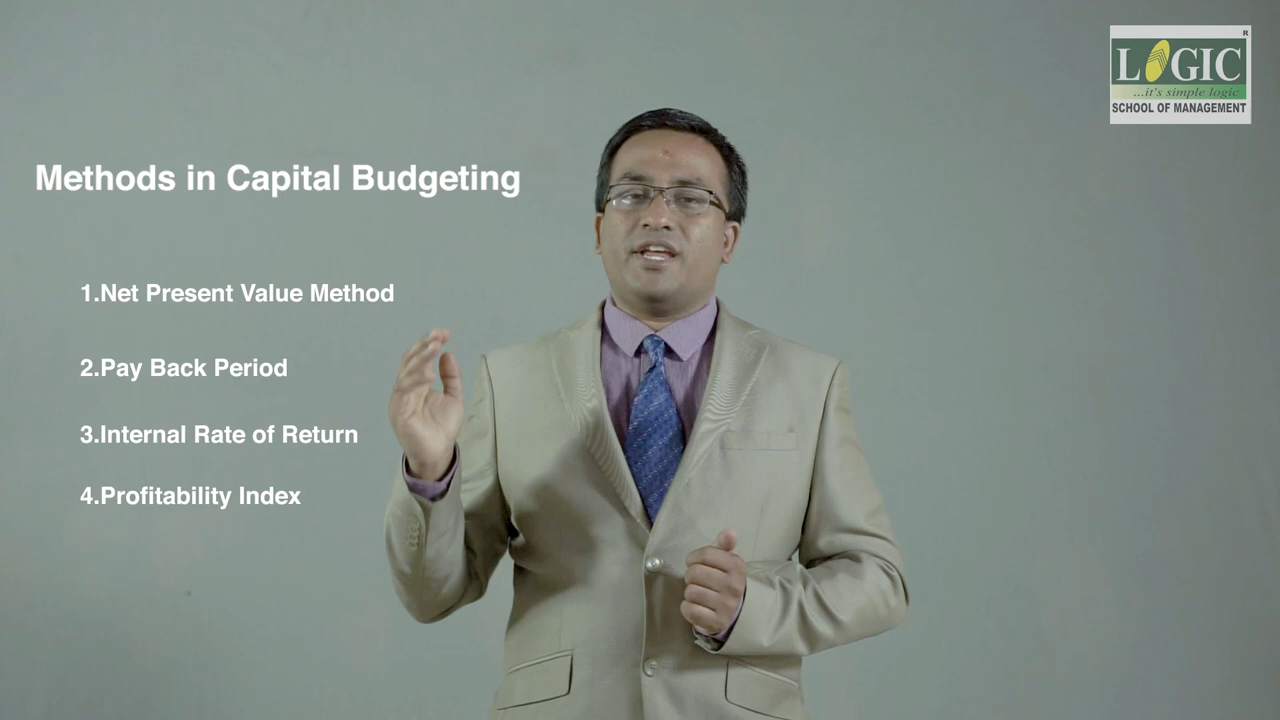 Methods in Capital Budgeting
1.Net Present Value Method
2.Pay Back Period
3.Internal Rate of Return
4.Profitability Index
LOGIC
R
...it's simple logic
SCHOOL OF MANAGEMENT